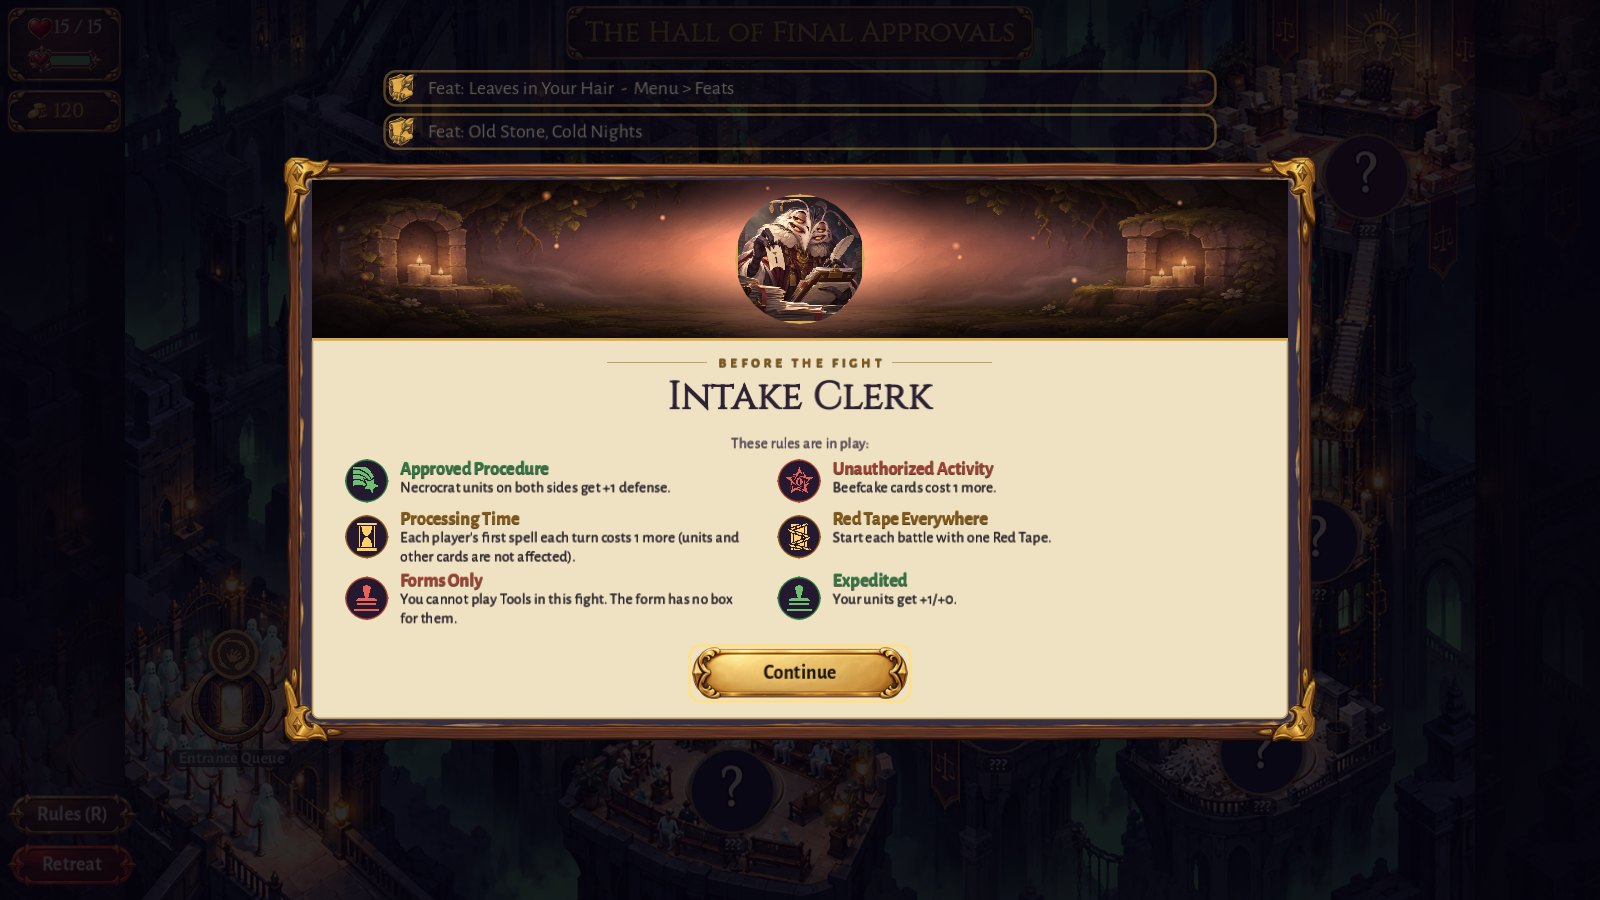 15 / 15
The Hall of Final Approvals
120
Feat: Leaves in Your Hair - Menu > Feats
Feat: Old Stone, Cold Nights
?
???
BEFORE THE FIGHT
Intake Clerk
These rules are in play:
Approved Procedure
Necrocrat units on both sides get +1 defense.
Unauthorized Activity
Beefcake cards cost 1 more.
Processing Time
Each player's first spell each turn costs 1 more (units and
other cards are not affected).
Red Tape Everywhere
Start each battle with one Red Tape.
Forms Only
You cannot play Tools in this fight. The form has no box
for them.
Expedited
Your units get +1/+0.
Continue
?
???
Entrance Queue
?
???
???
?
???
Rules (R)
Retreat